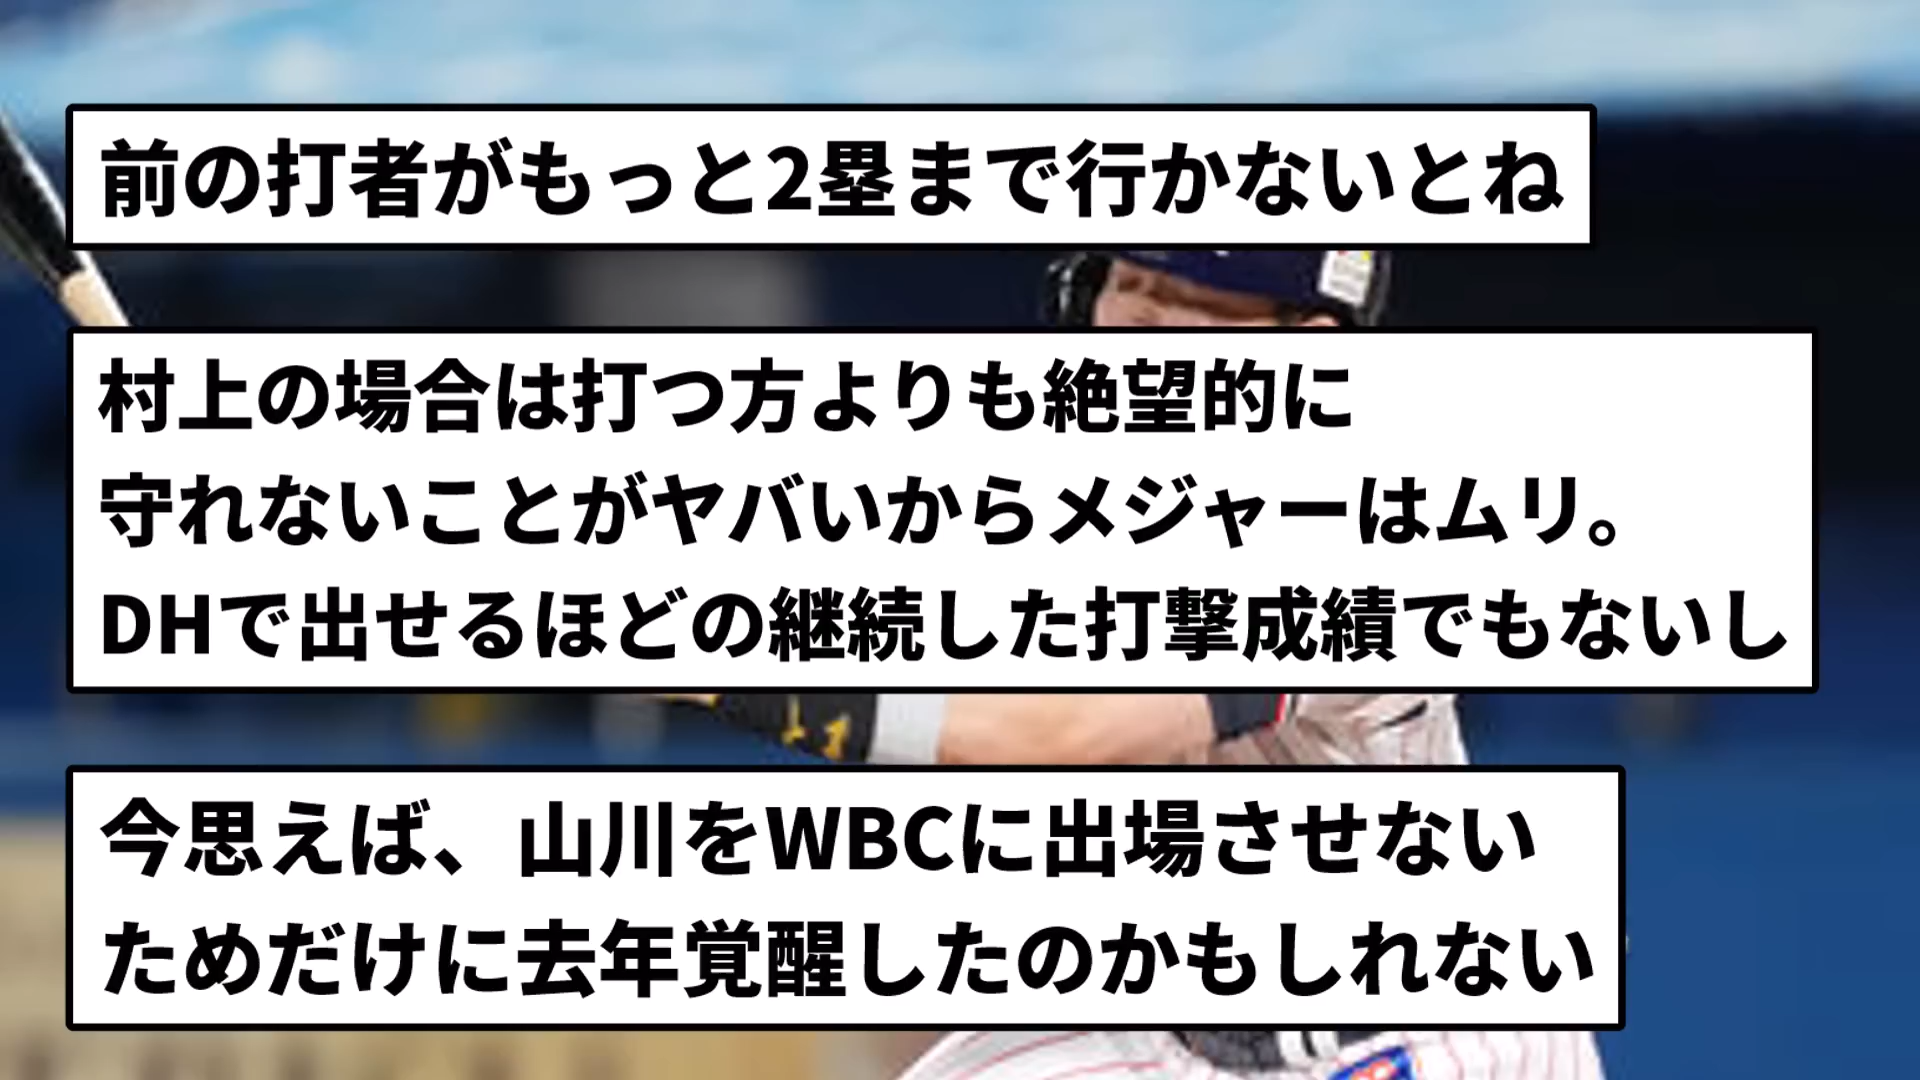 前の打者がもっと2塁まで行かないとね
村上の場合は打つ方よりも絶望的に
守れないことがヤバいからメジャーはムリ。
DHで出せるほどの継続した打撃成績でもないし
今思えば、山川をWBCに出場させない
ためだけに去年覚醒したのかもしれない